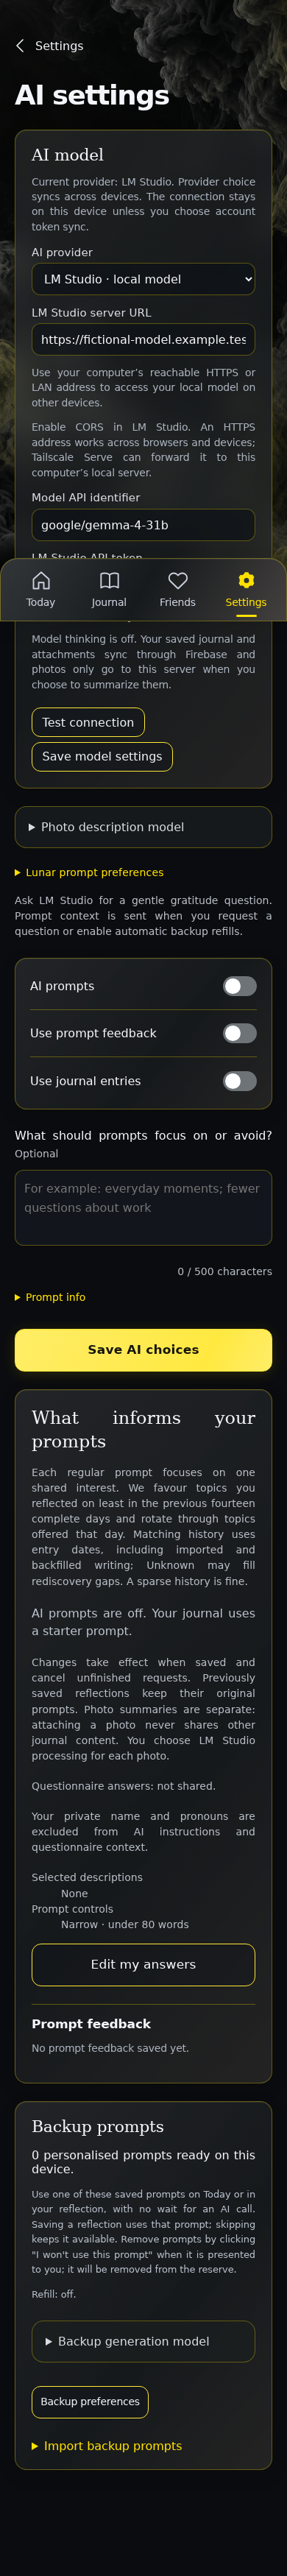 Settings
AI settings
AI model
Current provider: LM Studio. Provider choice
syncs across devices. The connection stays
on this device unless you choose account
token sync.
AI provider
LM Studio · local model
LM Studio server URL
https://fictional-model.example.tes
Use your computer’s reachable HTTPS or
LAN address to access your local model on
other devices.
Enable CORS in LM Studio. An HTTPS
address works across browsers and devices;
Tailscale Serve can forward it to this
computer’s local server.
Model API identifier
google/gemma-4-31b
LM Studio API token
Today
Journal
Friends
Settings
Model thinking is off. Your saved journal and
attachments sync through Firebase and
photos only go to this server when you
choose to summarize them.
Test connection
Save model settings
Photo description model
Lunar prompt preferences
Ask LM Studio for a gentle gratitude question.
Prompt context is sent when you request a
question or enable automatic backup refills.
AI prompts
Use prompt feedback
Use journal entries
What should prompts focus on or avoid?
Optional
For example: everyday moments; fewer
questions about work
0 / 500 characters
Prompt info
Save AI choices
What informs your
prompts
Each regular prompt focuses on one
shared interest. We favour topics you
reflected on least in the previous fourteen
complete days and rotate through topics
offered that day. Matching history uses
entry dates, including imported and
backfilled writing; Unknown may fill
rediscovery gaps. A sparse history is fine.
AI prompts are off. Your journal uses
a starter prompt.
Changes take effect when saved and
cancel unfinished requests. Previously
saved reflections keep their original
prompts. Photo summaries are separate:
attaching a photo never shares other
journal content. You choose LM Studio
processing for each photo.
Questionnaire answers: not shared.
Your private name and pronouns are
excluded from AI instructions and
questionnaire context.
Selected descriptions
None
Prompt controls
Narrow · under 80 words
Edit my answers
Prompt feedback
No prompt feedback saved yet.
Backup prompts
0 personalised prompts ready on this
device.
Use one of these saved prompts on Today or in
your reflection, with no wait for an AI call.
Saving a reflection uses that prompt; skipping
keeps it available. Remove prompts by clicking
"I won't use this prompt" when it is presented
to you; it will be removed from the reserve.
Refill: off.
Backup generation model
Backup preferences
Import backup prompts